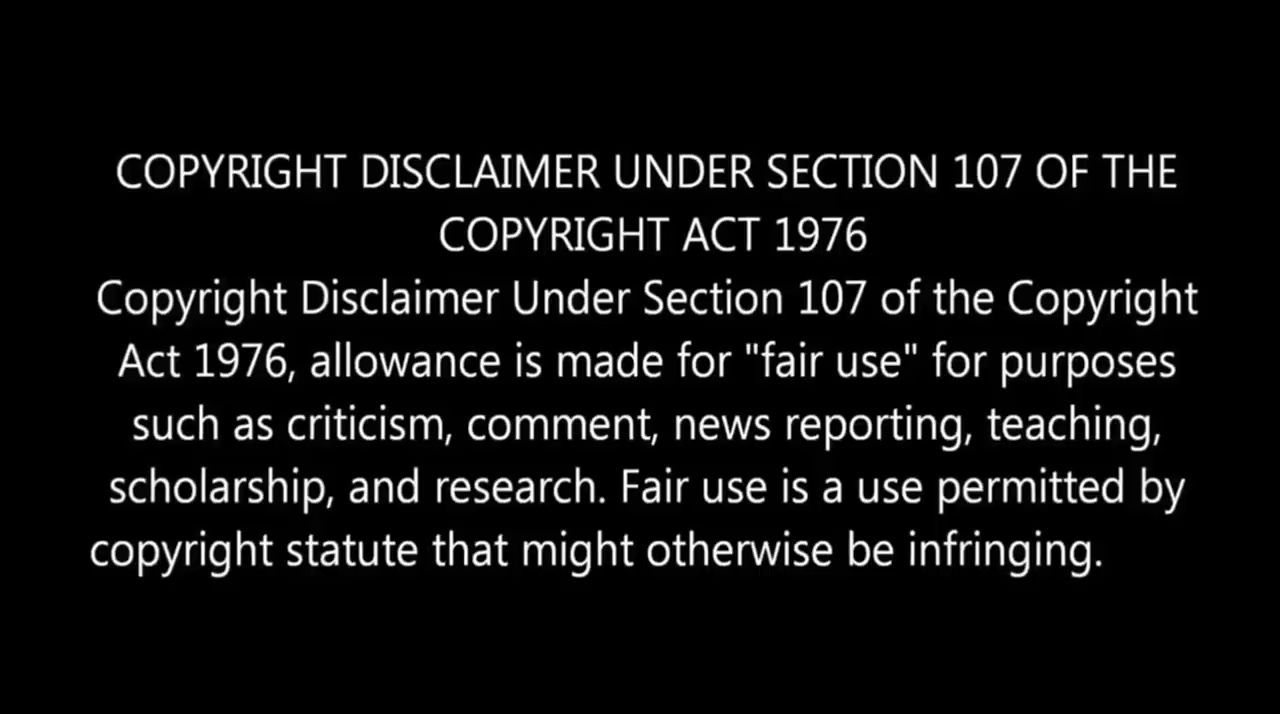 COPYRIGHT DISCLAIMER UNDER SECTION 107 OF THE
COPYRIGHT ACT 1976
Copyright Disclaimer Under Section 107 of the Copyright
Act 1976, allowance is made for "fair use" for purposes
such as criticism, comment, news reporting, teaching,
scholarship, and research. Fair use is a use permitted by
copyright statute that might otherwise be infringing.